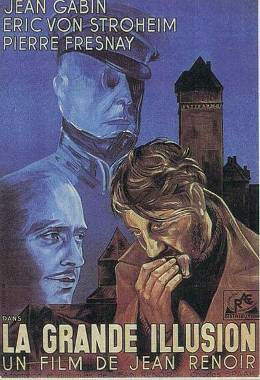 JEAN GABIN
ERIC VON STROHEIM
PIERRE FRESNAY
DANS
LA GRANDE ILLUSION
UN FILM DE JEAN RENOIR